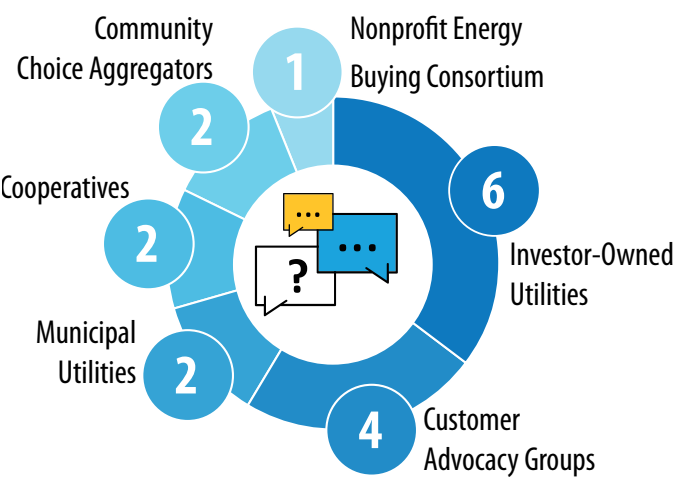 Community
Choice Aggregators
2
1
Nonprofit Energy
Buying Consortium
6
Investor-Owned
Utilities
4
Customer
Advocacy Groups
Municipal
Utilities
2
Cooperatives
2
?